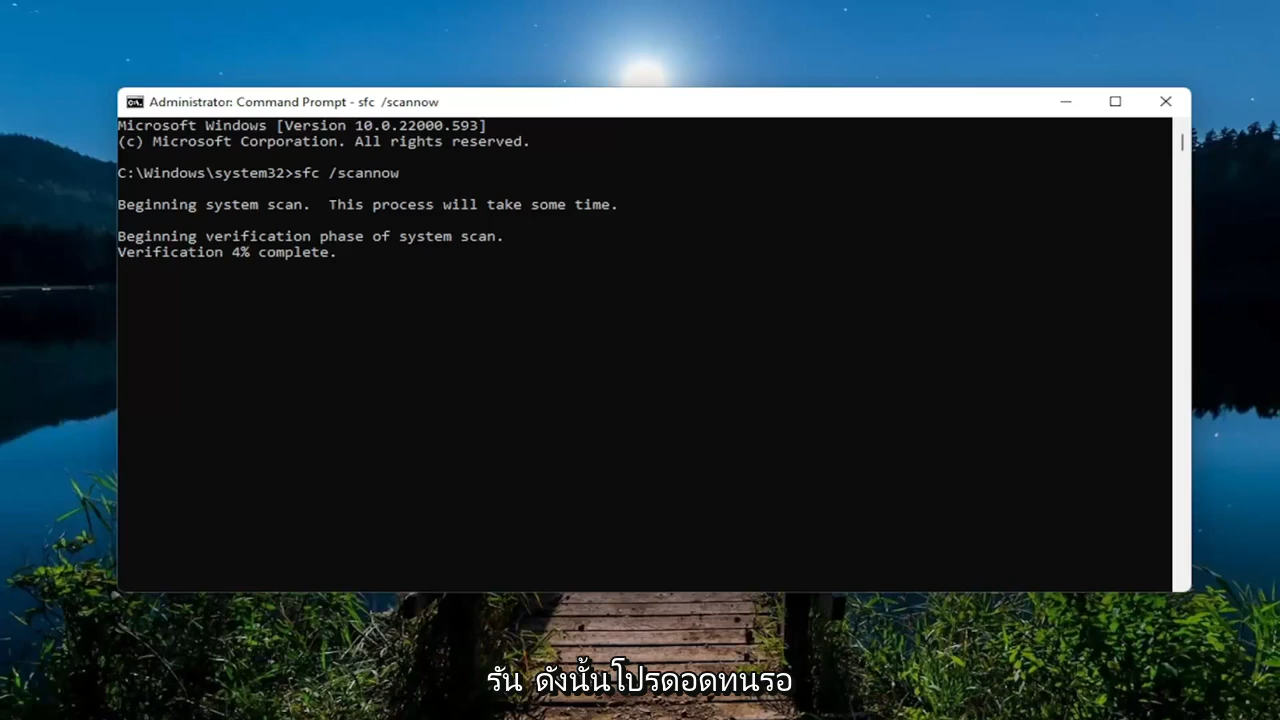 Administrator: Command Prompt - sfc /scannow
Microsoft Windows [Version 10.0.22000.593]
(c) Microsoft Corporation. All rights reserved.
C:\Windows\system32>sfc /scannow
Beginning system scan.  This process will take some time.
Beginning verification phase of system scan.
Verification 4% complete.
รัน ดังนั้นโปรดอดทนรอ